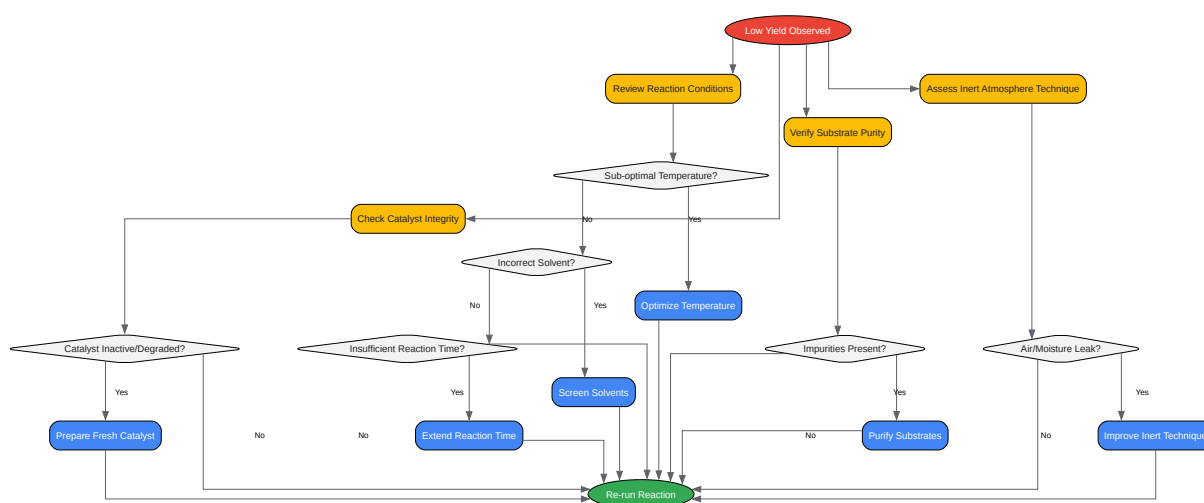 Low Yield Observed
Review Reaction Conditions
Assess Inert Atmosphere Technique
Verify Substrate Purity
Sub-optimal Temperature?
Check Catalyst Integrity
No
Yes
Incorrect Solvent?
No
Yes
Optimize Temperature
Catalyst Inactive/Degraded?
Insufficient Reaction Time?
Impurities Present?
Air/Moisture Leak?
Yes
Yes
Screen Solvents
Yes
Yes
Prepare Fresh Catalyst
No
No
Extend Reaction Time
No
Purify Substrates
No
Improve Inert Technique
Re-run Reaction